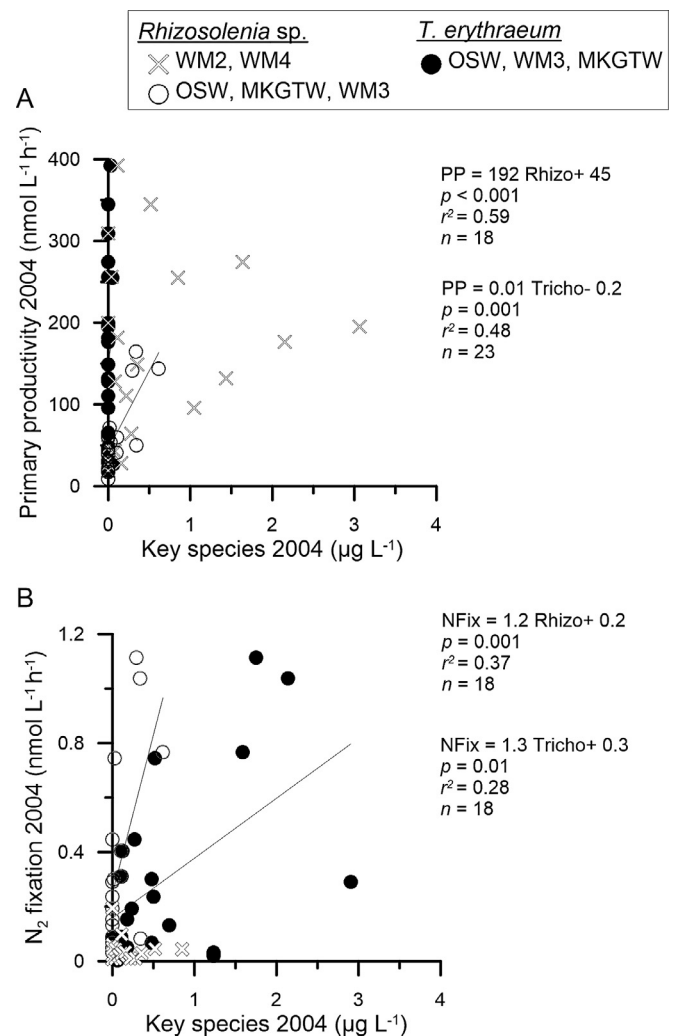 Rhizosolenia sp.
T. erythraeum
WM2, WM4
OSW, WM3, MKGTW
OSW, MKGTW, WM3
A
400
300
200
100
0
Primary productivity 2004 (nmol L-1 h-1)
0 1 2 3 4
Key species 2004 (µg L-1)
PP = 192 Rhizo+ 45
p < 0.001
r2 = 0.59
n = 18
PP = 0.01 Tricho- 0.2
p = 0.001
r2 = 0.48
n = 23
B
1.2
0.8
0.4
0
N2 fixation 2004 (nmol L-1 h-1)
0 1 2 3 4
Key species 2004 (µg L-1)
NFix = 1.2 Rhizo+ 0.2
p = 0.001
r2 = 0.37
n = 18
NFix = 1.3 Tricho+ 0.3
p = 0.01
r2 = 0.28
n = 18